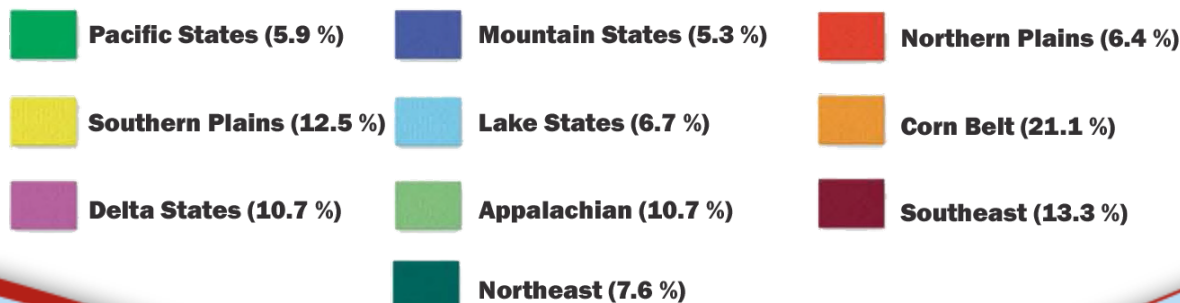 Pacific States (5.9 %)
Mountain States (5.3 %)
Northern Plains (6.4 %)
Southern Plains (12.5 %)
Lake States (6.7 %)
Corn Belt (21.1 %)
Delta States (10.7 %)
Appalachian (10.7 %)
Southeast (13.3 %)
Northeast (7.6 %)